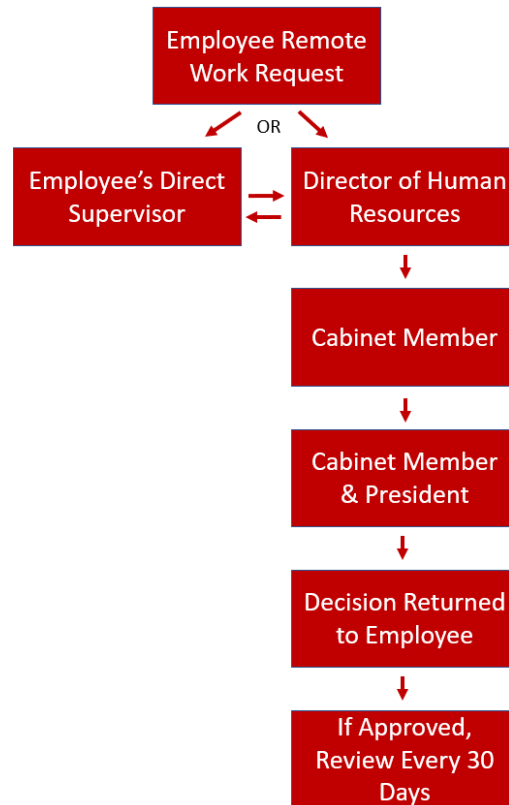 Employee Remote
Work Request
OR
Employee’s Direct
Supervisor
Director of Human
Resources
Cabinet Member
Cabinet Member
& President
Decision Returned
to Employee
If Approved,
Review Every 30
Days